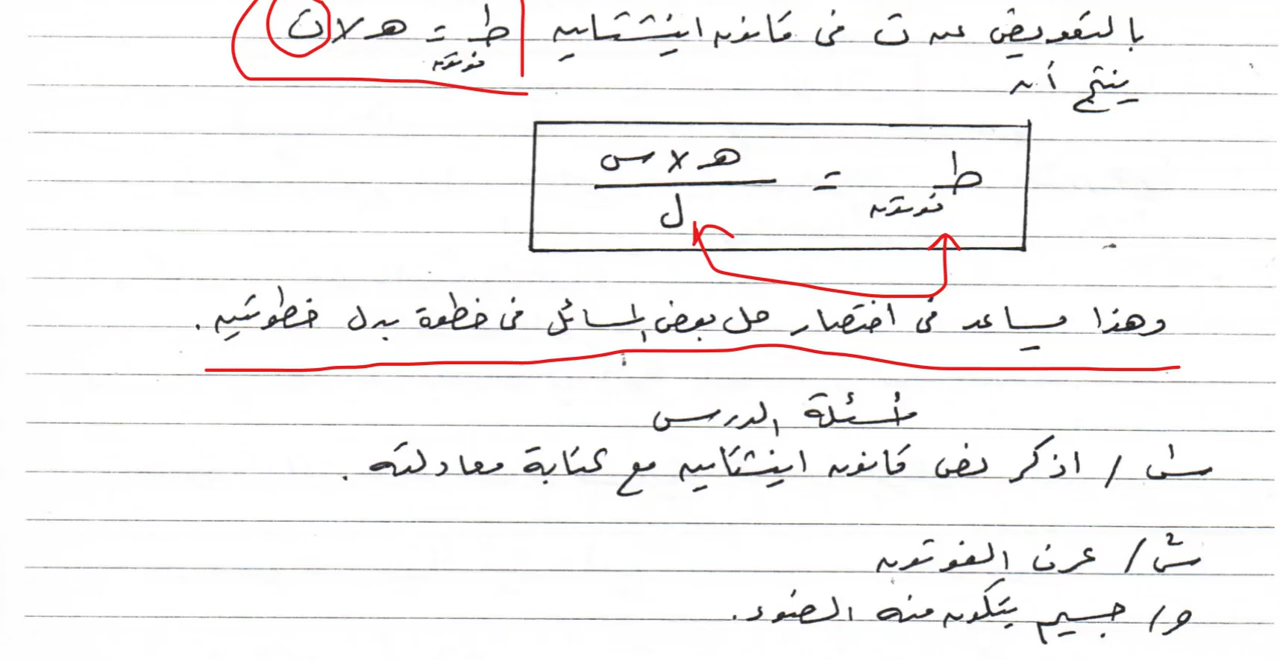 بالتعويض عن ت في قانون اينشتاين ط فوتون = هـ × ت
ينتج أن
ط فوتون = هـ × س / ل
وهذا يساعد في اختصار حل بعض المسائل في خطوة بدل خطوتين.
أسئلة الدرس
س١ / اذكر نص قانون اينشتاين مع كتابة معادلته.
س٢ / عرف الفوتون
ج / جسيم يتكون منه الضوء.